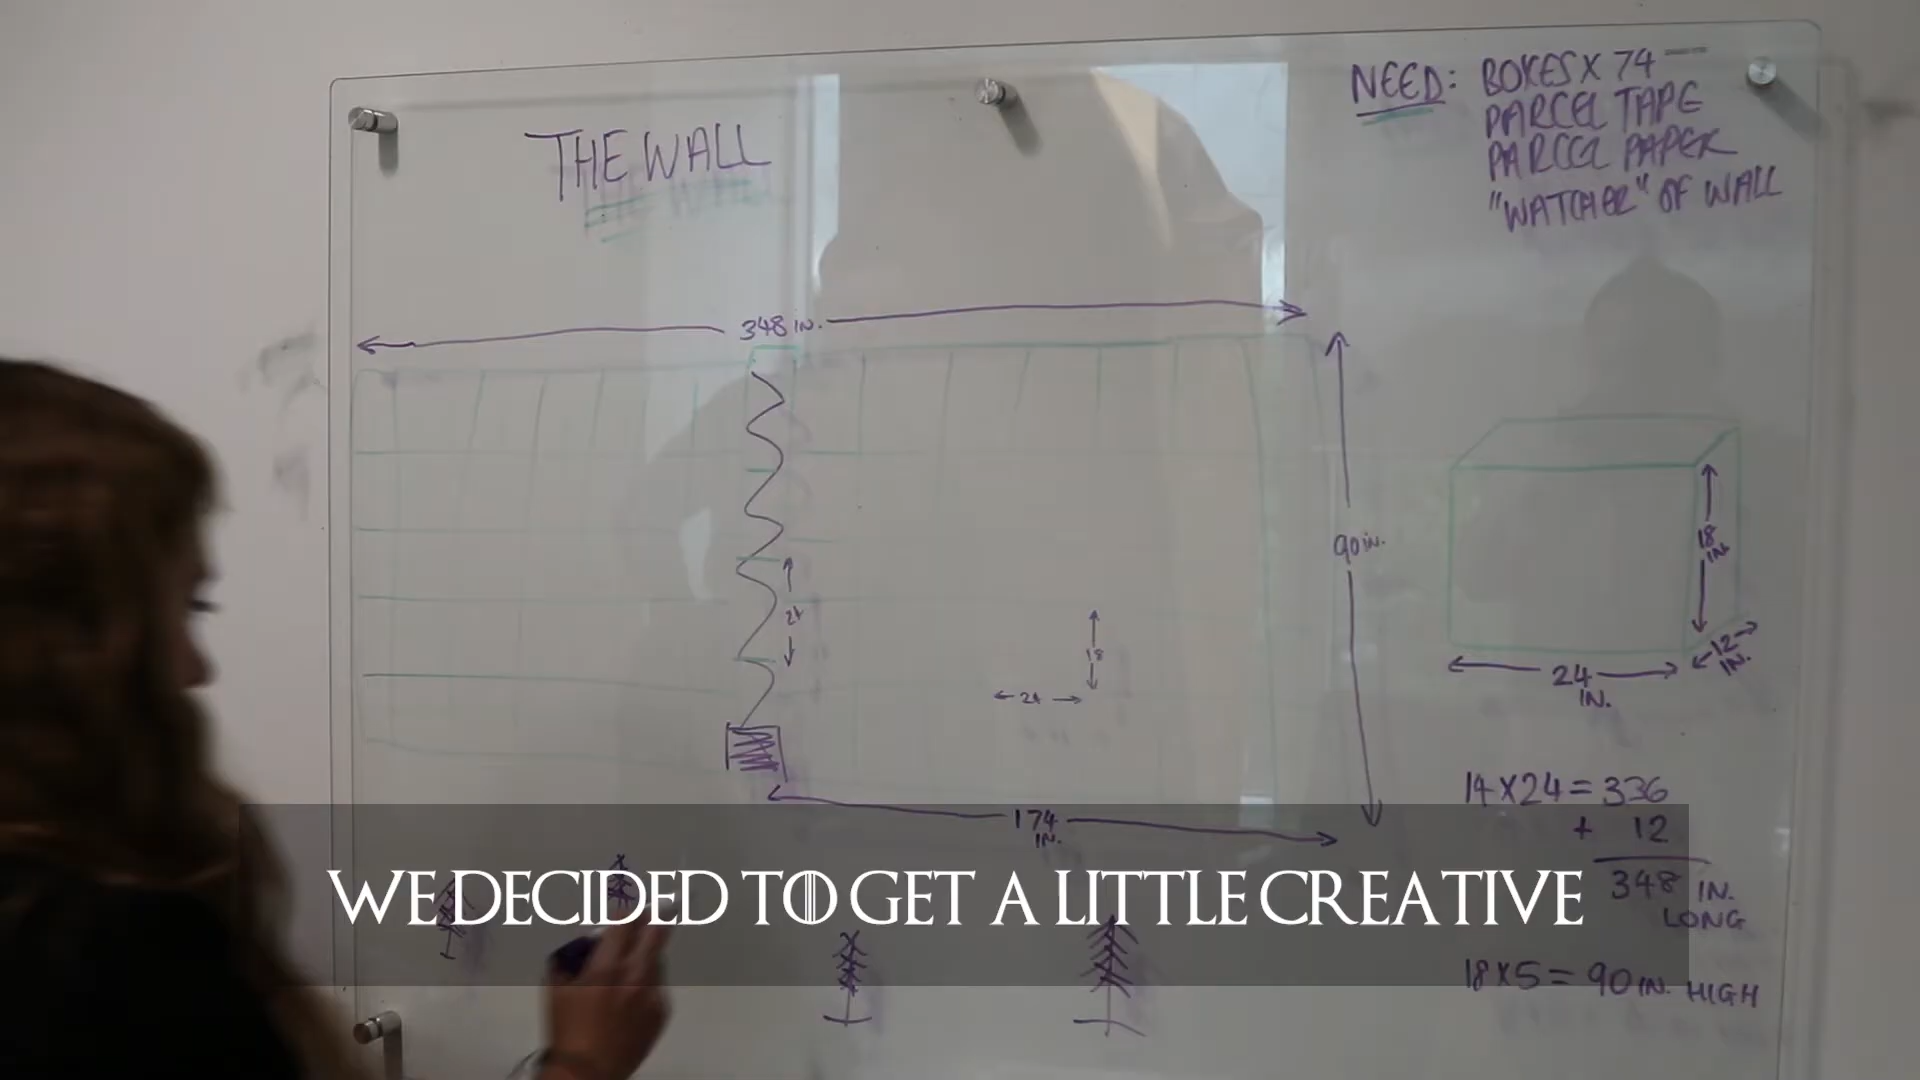 THE WALL
NEED: BOXES X 74
PARCEL TAPE
PARCEL PAPER
"WATCHER" OF WALL
348 IN.
90 IN.
24
18
24
174
IN.
18
IN.
12
IN.
24
IN.
14 X 24 = 336
+ 12
348 IN.
LONG
18 X 5 = 90 IN. HIGH
WE DECIDED TO GET A LITTLE CREATIVE